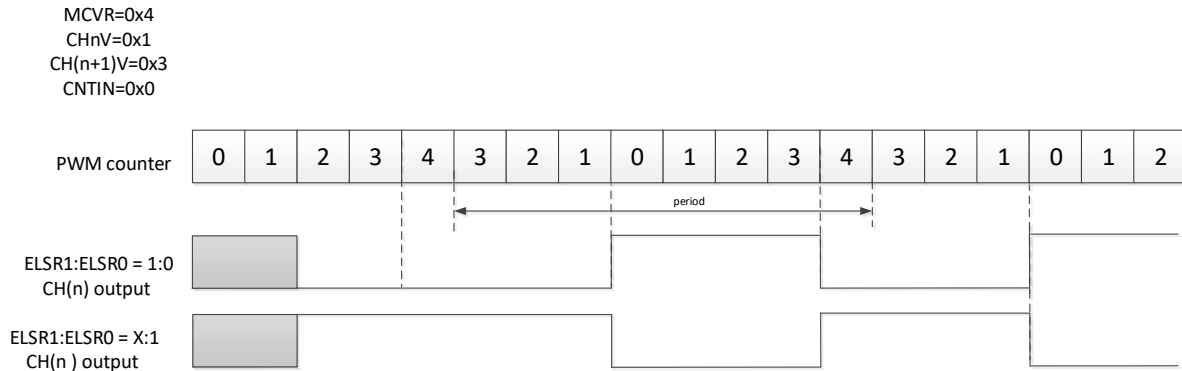 MCVR=0x4
CHnV=0x1
CH(n+1)V=0x3
CNTIN=0x0
PWM counter 0 1 2 3 4 3 2 1 0 1 2 3 4 3 2 1 0 1 2
period
ELSR1:ELSR0 = 1:0
CH(n) output
ELSR1:ELSR0 = X:1
CH(n ) output